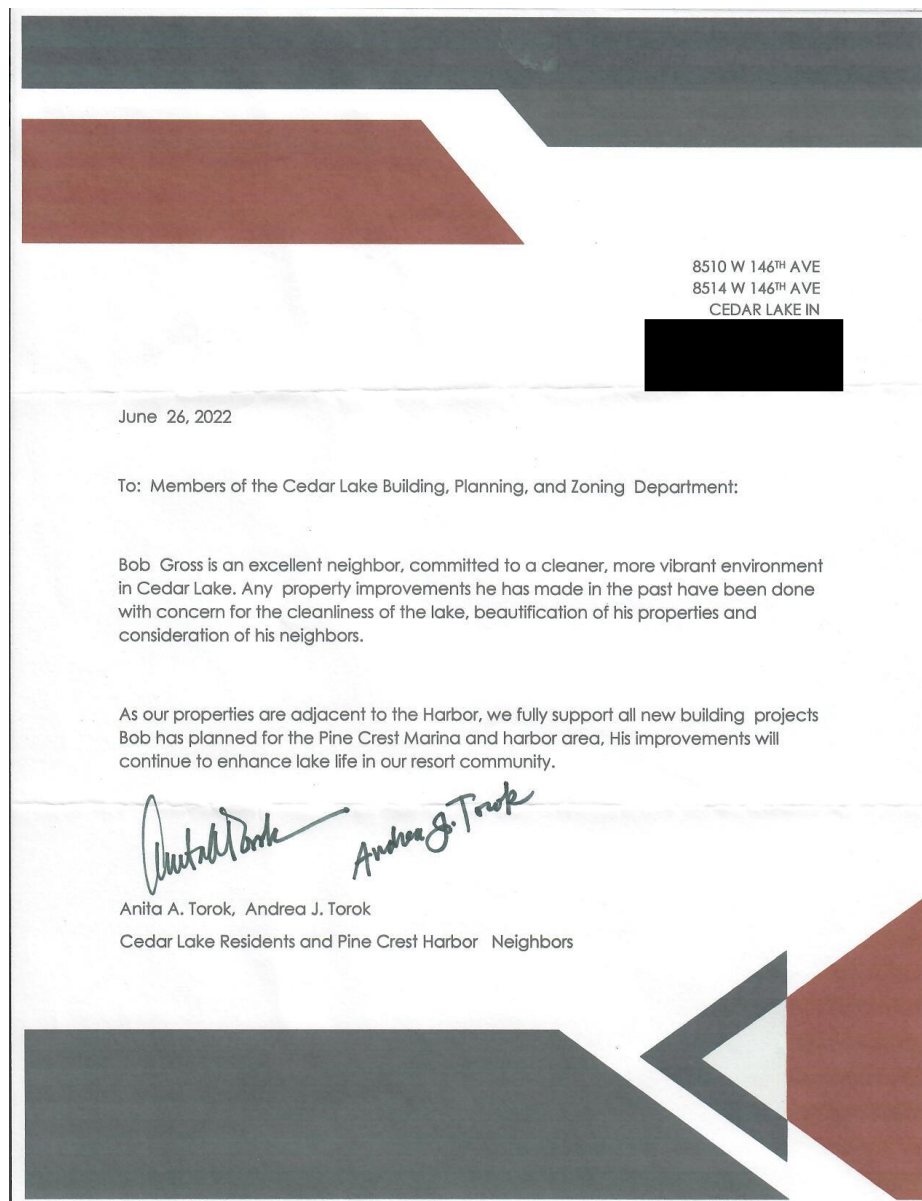 8510 W 146TH AVE
8514 W 146TH AVE
CEDAR LAKE IN
June 26, 2022
To: Members of the Cedar Lake Building, Planning, and Zoning Department:
Bob Gross is an excellent neighbor, committed to a cleaner, more vibrant environment
in Cedar Lake. Any property improvements he has made in the past have been done
with concern for the cleanliness of the lake, beautification of his properties and
consideration of his neighbors.
As our properties are adjacent to the Harbor, we fully support all new building projects
Bob has planned for the Pine Crest Marina and harbor area, His improvements will
continue to enhance lake life in our resort community.
Anita A Torok Andrea J. Torok
Anita A. Torok, Andrea J. Torok
Cedar Lake Residents and Pine Crest Harbor Neighbors